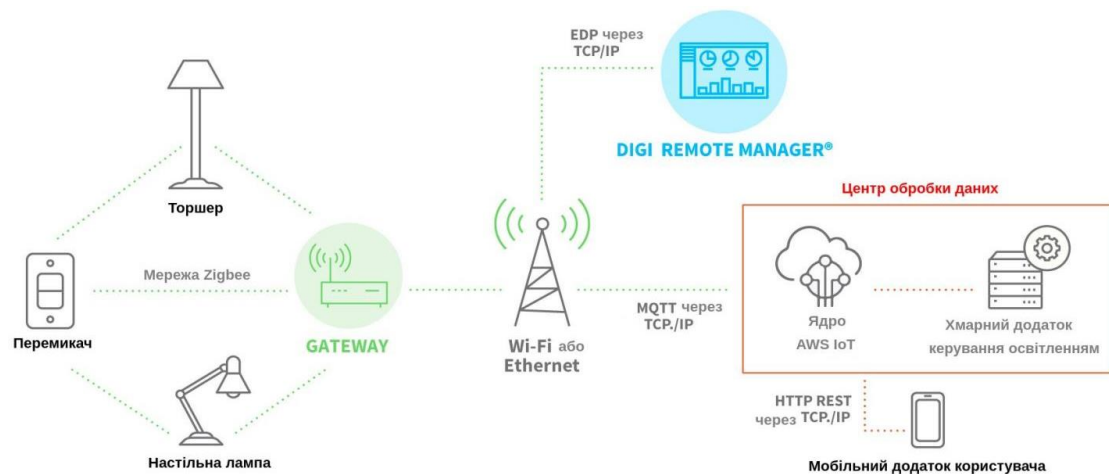 EDP через
TCP/IP
DIGI REMOTE MANAGER®
Торшер
Центр обробки даних
Мережа Zigbee
Перемикач
GATEWAY
Wi-Fi або
Ethernet
MQTT через
TCP./IP
Ядро
AWS IoT
Хмарний додаток
керування освітленням
Настільна лампа
HTTP REST
через TCP./IP
Мобільний додаток користувача